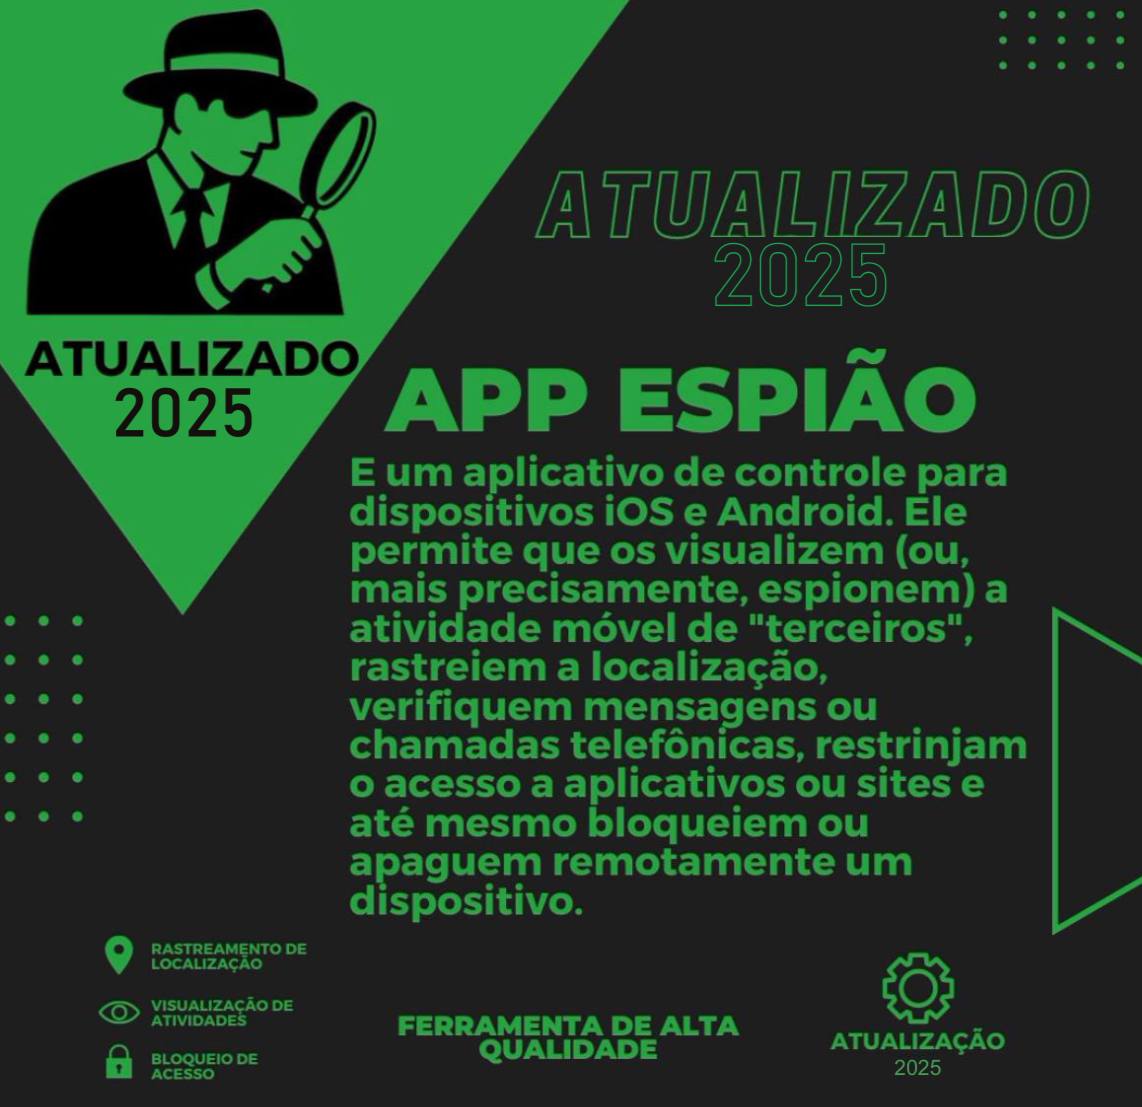 ATUALIZADO
2025
ATUALIZADO
2025
APP ESPIÃO
E um aplicativo de controle para
dispositivos iOS e Android. Ele
permite que os visualizem (ou,
mais precisamente, espionem) a
atividade móvel de "terceiros",
rastreiem a localização,
verifiquem mensagens ou
chamadas telefônicas, restrinjam
o acesso a aplicativos ou sites e
até mesmo bloqueiem ou
apaguem remotamente um
dispositivo.
RASTREAMENTO DE
LOCALIZAÇÃO
VISUALIZAÇÃO DE
ATIVIDADES
BLOQUEIO DE
ACESSO
FERRAMENTA DE ALTA
QUALIDADE
ATUALIZAÇÃO
2025